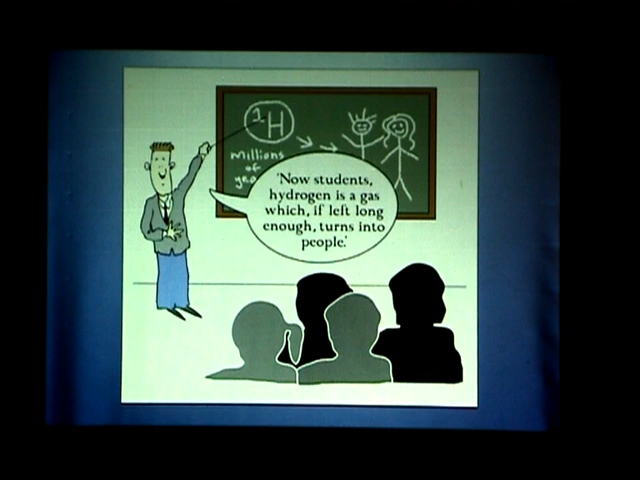 1H
millions
of
'Now students,
hydrogen is a gas
which, if left long
enough, turns into
people.'